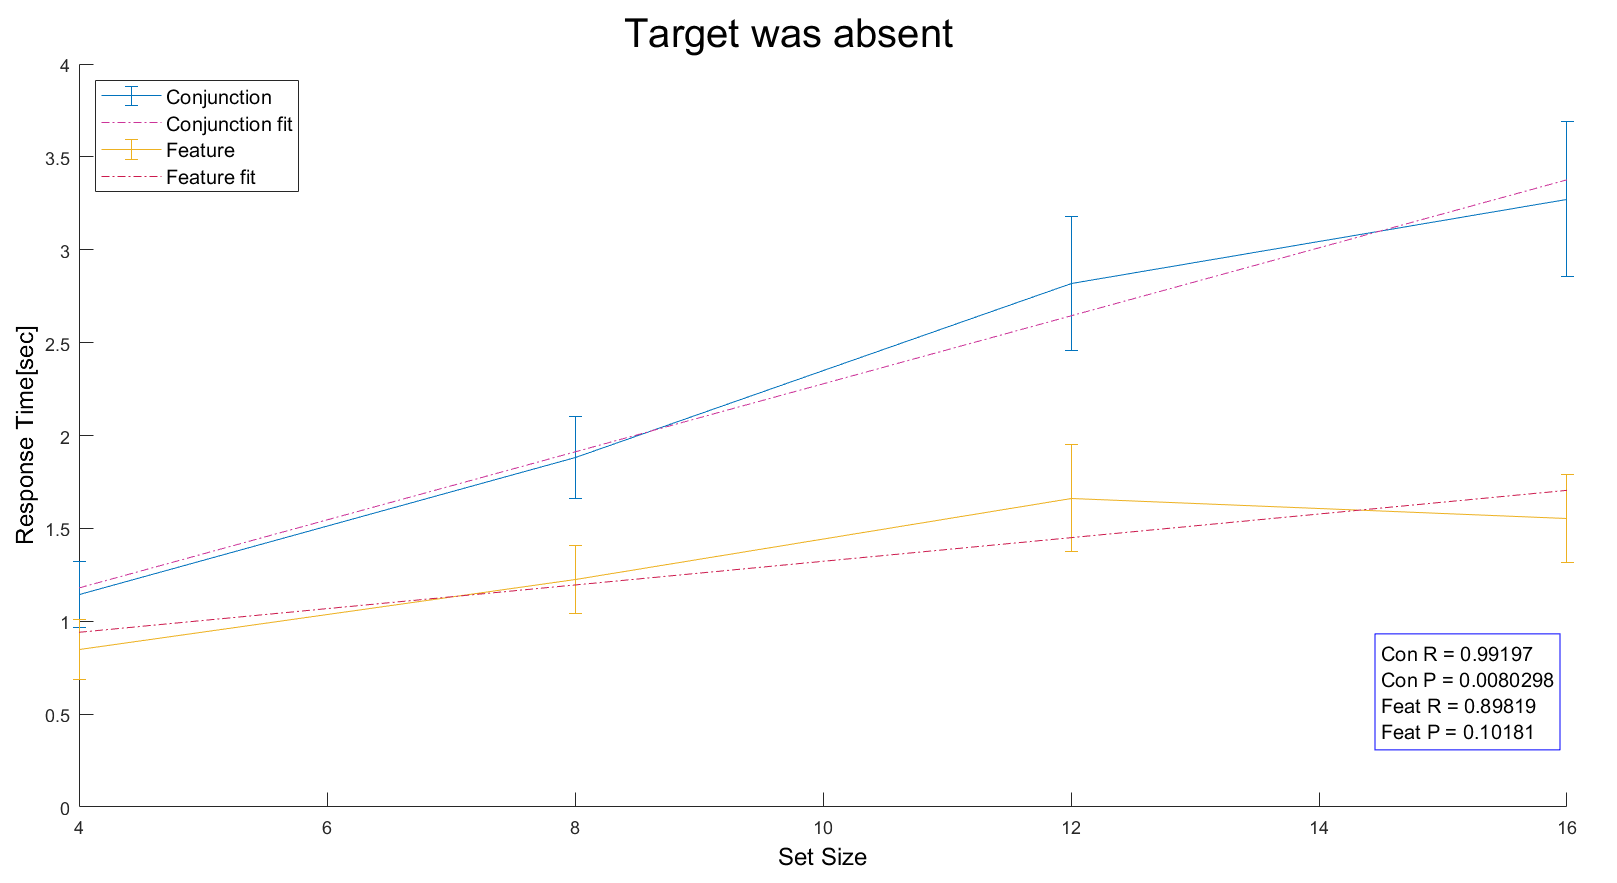 Target was absent
Conjunction
Conjunction fit
Feature
Feature fit
4
3.5
3
2.5
2
1.5
1
0.5
0
Response Time[sec]
Con R = 0.99197
Con P = 0.0080298
Feat R = 0.89819
Feat P = 0.10181
4 6 8 10 12 14 16
Set Size